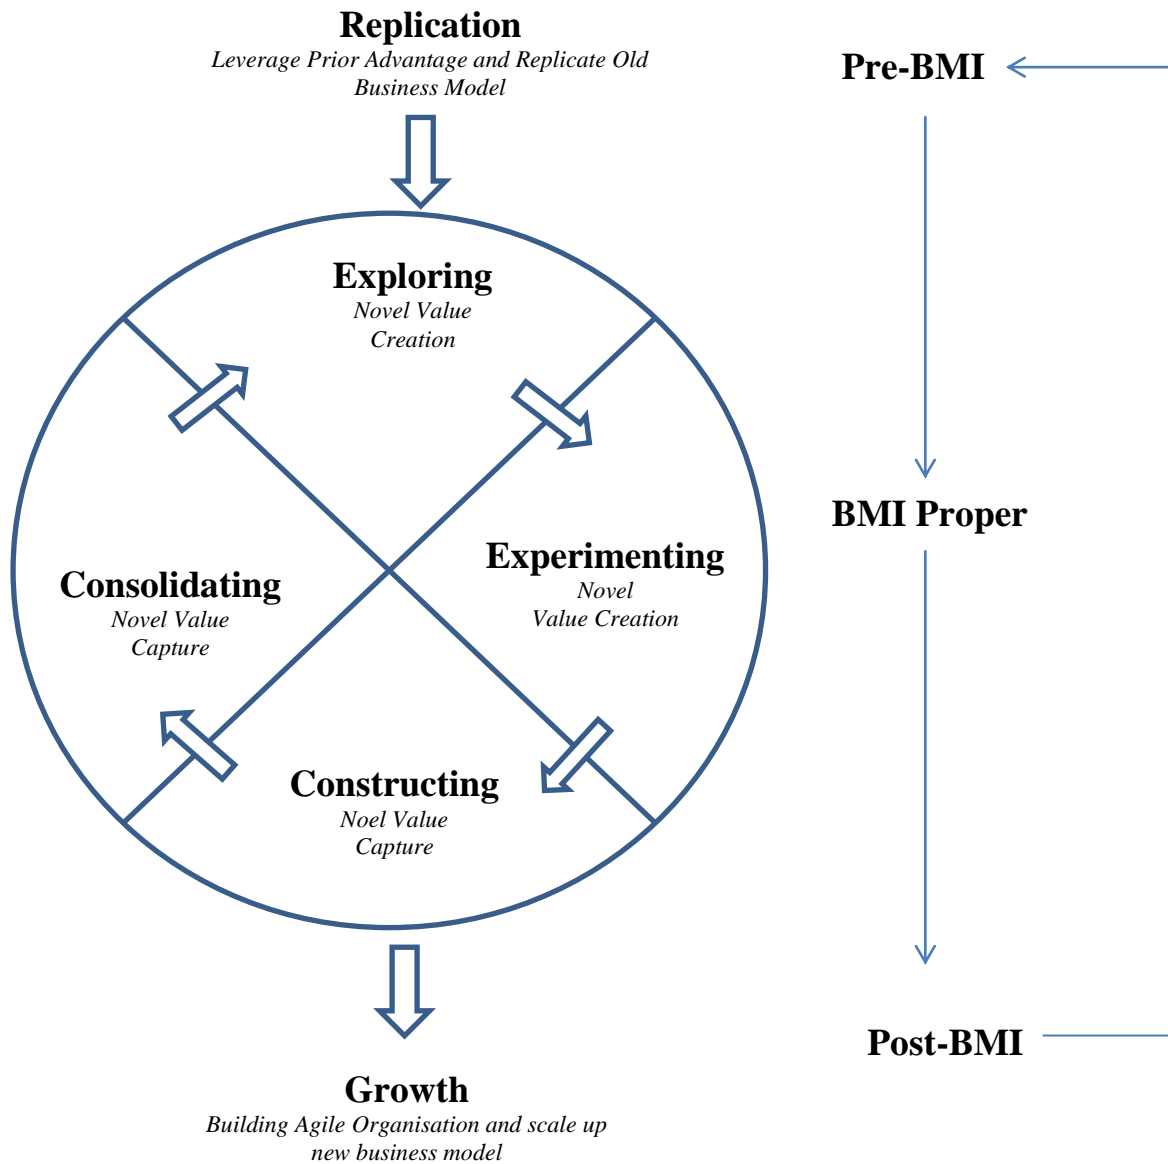 Replication
Leverage Prior Advantage and Replicate Old
Business Model
Pre-BMI
Exploring
Novel Value
Creation
BMI Proper
Experimenting
Novel
Value Creation
Consolidating
Novel Value
Capture
Constructing
Noel Value
Capture
Post-BMI
Growth
Building Agile Organisation and scale up
new business model